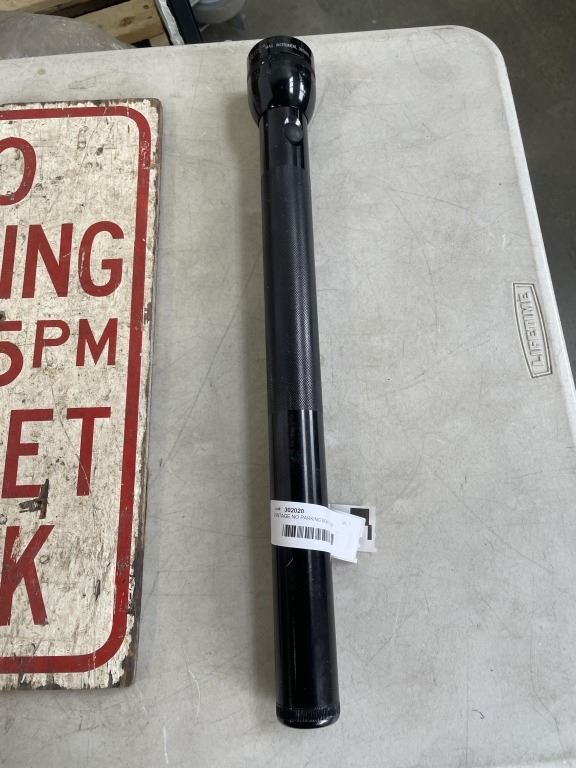 O
ING
5PM
ET
K
302020
VINTAGE NO PARKING
LIFETIME